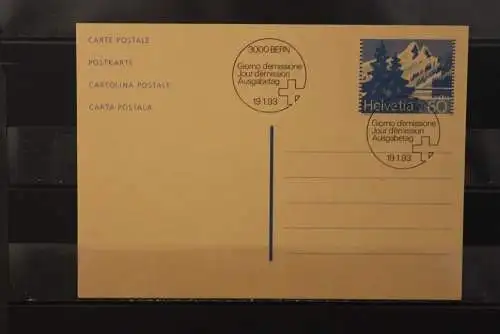 CARTE POSTALE
POSTKARTE
CARTOLINA POSTALE
CARTA POSTALA
3000 BERN
Giorno d'emissione
Jour d'émission
Ausgabetag
19.1.93
Helvetia 60
Giorno d'emissione
Jour d'émission
Ausgabetag
19.1.93